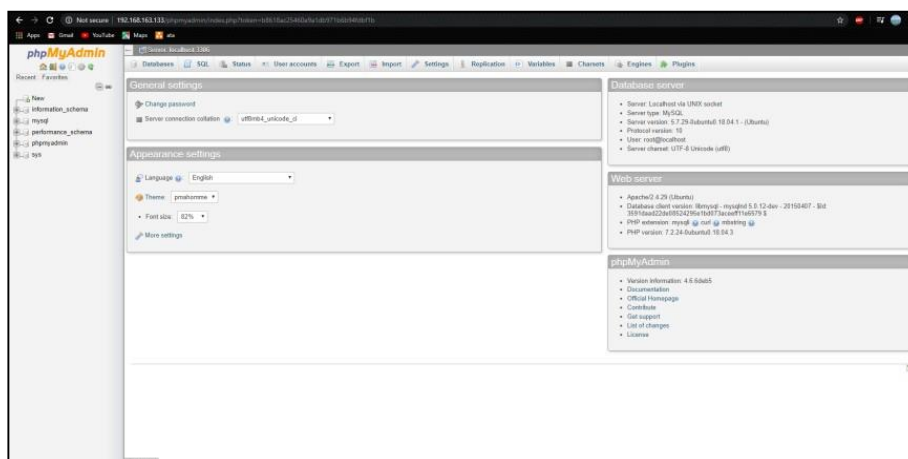 Not secure | 192.168.163.133/phpmyadmin/index.php
Apps Gmail YouTube Maps ata
phpMyAdmin
Recent Favorites
New
information_schema
mysql
performance_schema
phpmyadmin
sys
Server: localhost:3306
Databases SQL Status User accounts Export Import Settings Replication Variables Charsets Engines Plugins
General settings
Change password
Server connection collation : utf8mb4_unicode_ci
Appearance settings
Language : English
Theme: pmahomme
Font size: 82%
More settings
Database server
Server: Localhost via UNIX socket
Server type: MySQL
Server version: 5.7.29-0ubuntu0.18.04.1 - (Ubuntu)
Protocol version: 10
User: root@localhost
Server charset: UTF-8 Unicode (utf8)
Web server
Apache/2.4.29 (Ubuntu)
Database client version: libmysql - mysqlnd 5.0.12-dev - 20150407 - $Id:
PHP extension: mysqli curl mbstring
PHP version: 7.2.24-0ubuntu0.18.04.3
phpMyAdmin
Version information: 4.6.6deb5
Documentation
Official Homepage
Contribute
Get support
List of changes
License